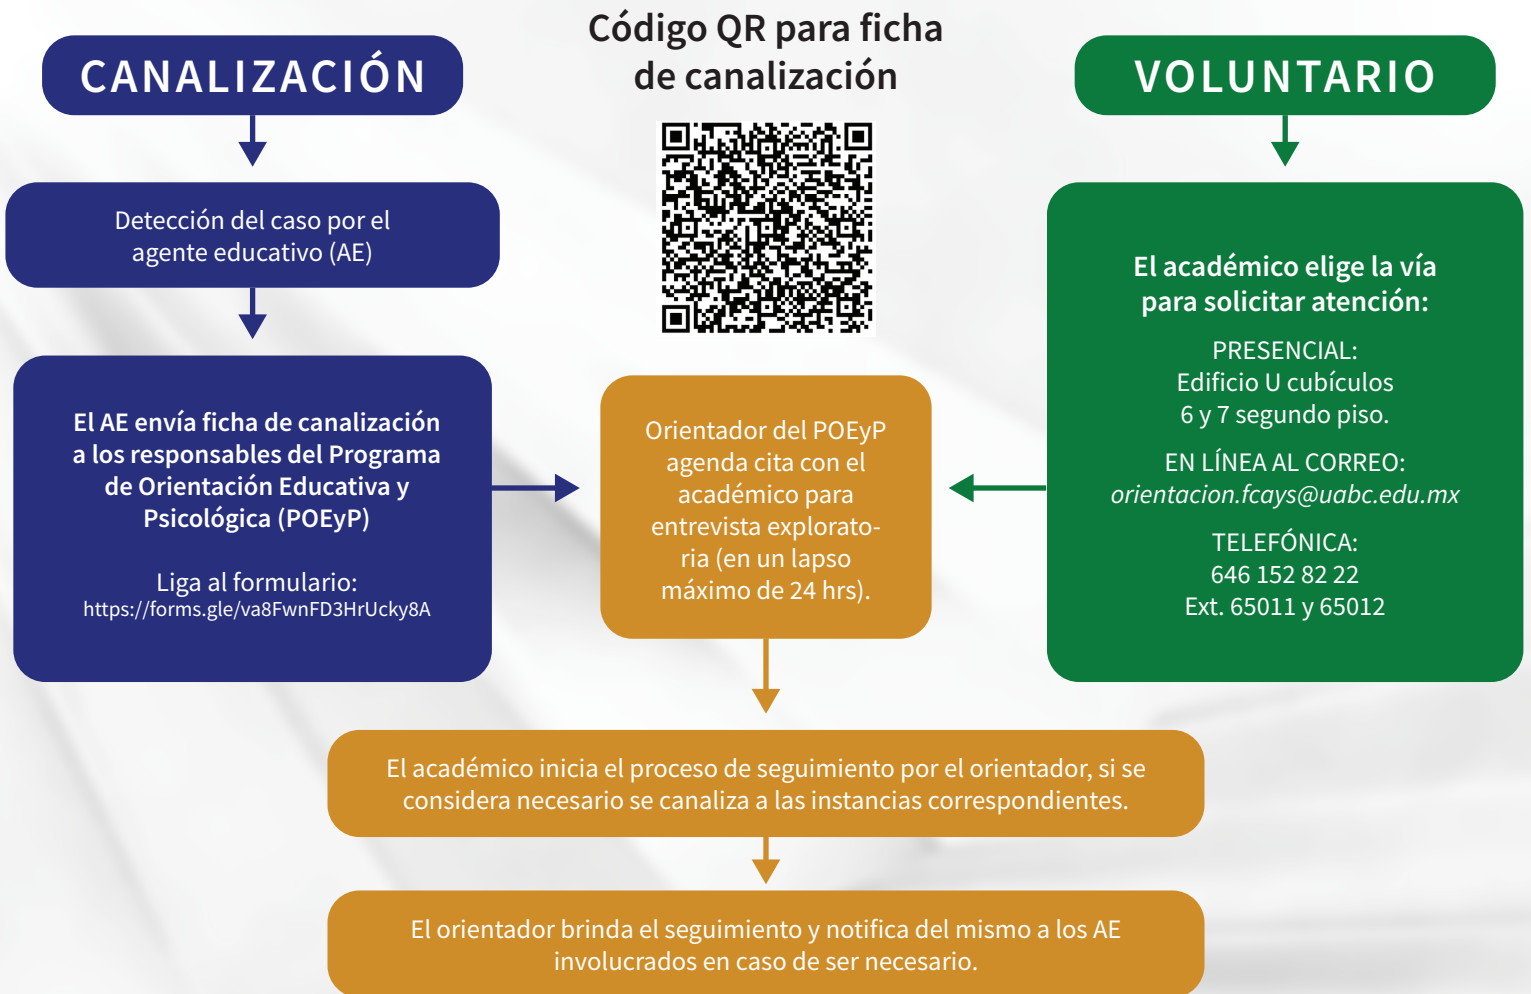 Código QR para ficha
de canalización
CANALIZACIÓN
Detección del caso por el
agente educativo (AE)
El AE envía ficha de canalización
a los responsables del Programa
de Orientación Educativa y
Psicológica (POEyP)
Liga al formulario:
https://forms.gle/va8FwnFD3HrUcky8A
VOLUNTARIO
El académico elige la vía
para solicitar atención:
PRESENCIAL:
Edificio U cubículos
6 y 7 segundo piso.
EN LÍNEA AL CORREO:
orientacion.fcays@uabc.edu.mx
TELEFÓNICA:
646 152 82 22
Ext. 65011 y 65012
Orientador del POEyP
agenda cita con el
académico para
entrevista explorato-
ria (en un lapso
máximo de 24 hrs).
El académico inicia el proceso de seguimiento por el orientador, si se
considera necesario se canaliza a las instancias correspondientes.
El orientador brinda el seguimiento y notifica del mismo a los AE
involucrados en caso de ser necesario.